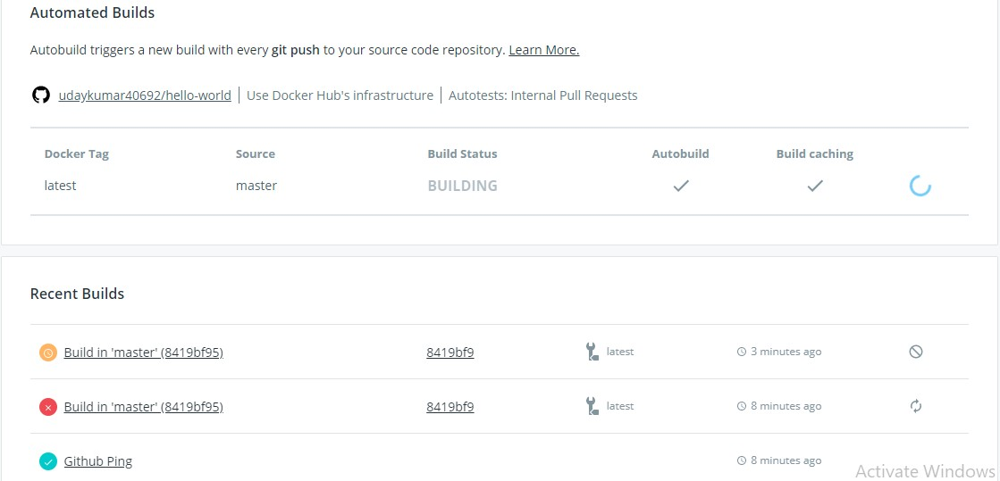 Automated Builds
Autobuild triggers a new build with every git push to your source code repository. Learn More.
udaykumar40692/hello-world | Use Docker Hub's infrastructure | Autotests: Internal Pull Requests
Docker Tag Source Build Status Autobuild Build caching
latest master BUILDING
Recent Builds
Build in 'master' (8419bf95) 8419bf9 latest 3 minutes ago
Build in 'master' (8419bf95) 8419bf9 latest 8 minutes ago
Github Ping 8 minutes ago
Activate Windows